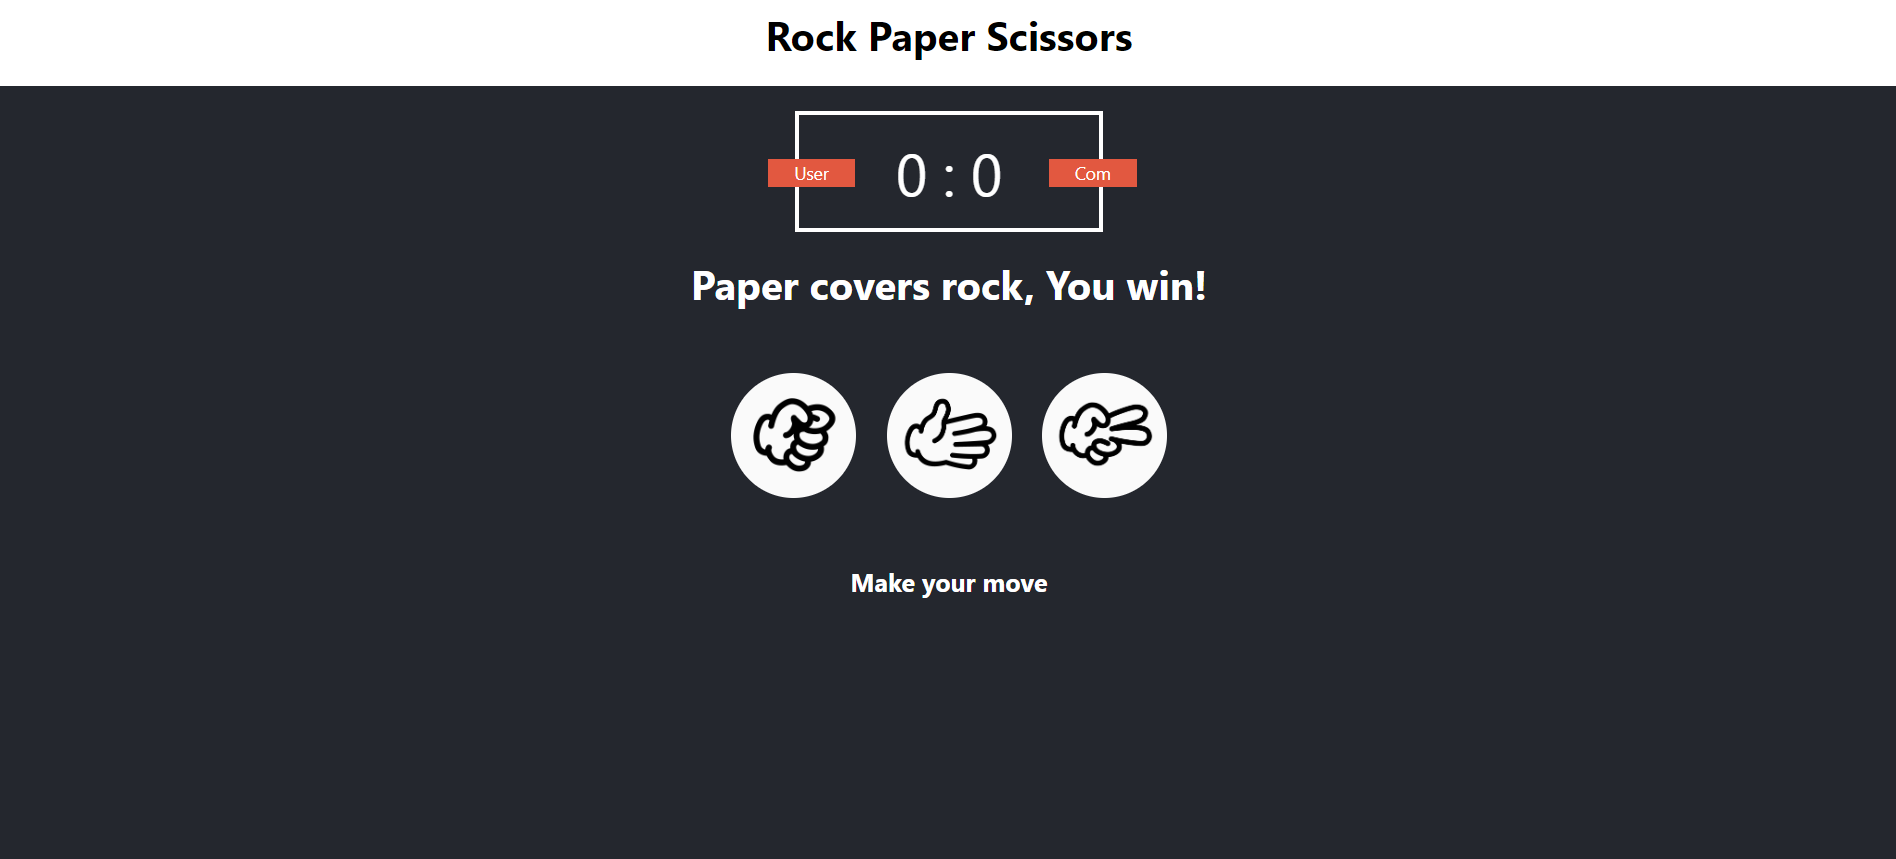 Rock Paper Scissors
User
0 : 0
Com
Paper covers rock, You win!
Make your move